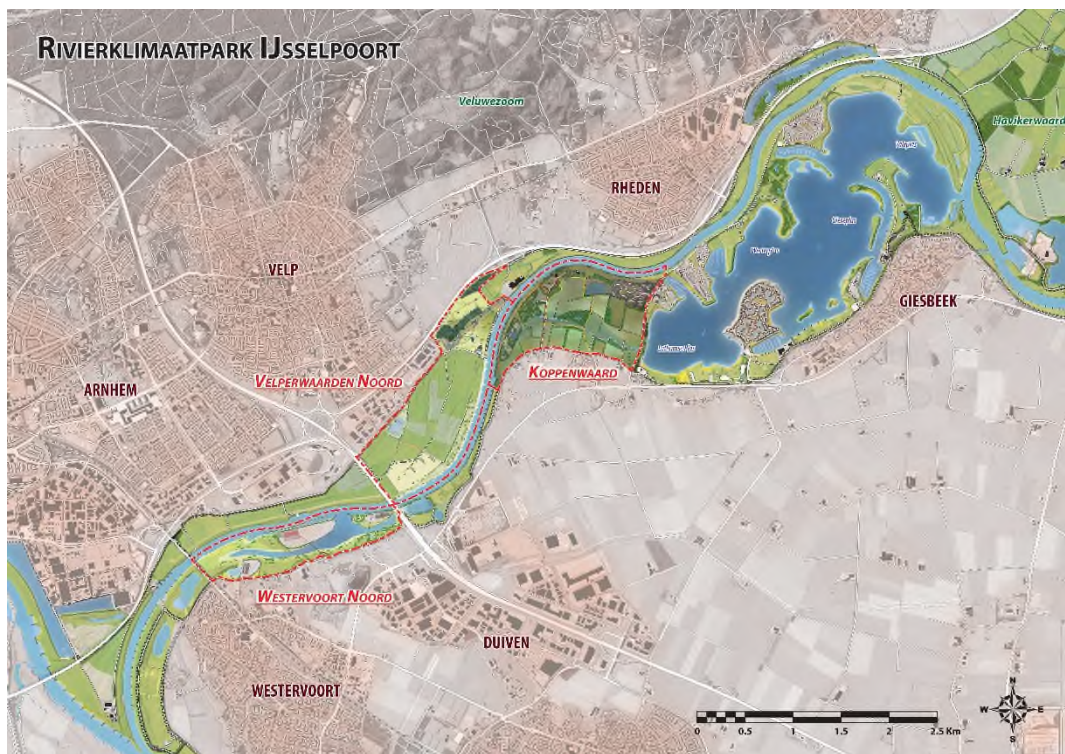 RIVIERKLIMAATPARK IJSSELPOORT
Veluwezoom
Havikerwaard
RHEDEN
VELP
GIESBEEK
VELPERWAARDEN NOORD
KOPPENWAARD
ARNHEM
WESTERVOORT NOORD
DUIVEN
WESTERVOORT
N
W E
S
0 0.5 1 1.5 2 2.5 Km